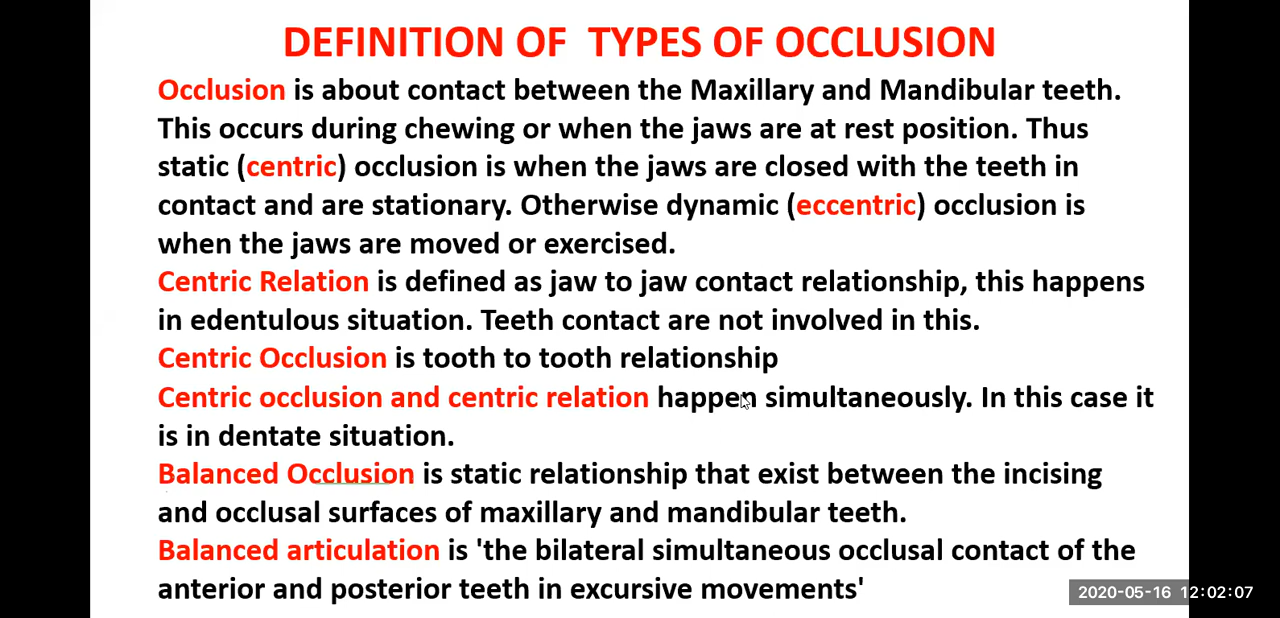 DEFINITION OF TYPES OF OCCLUSION
Occlusion is about contact between the Maxillary and Mandibular teeth.
This occurs during chewing or when the jaws are at rest position. Thus
static (centric) occlusion is when the jaws are closed with the teeth in
contact and are stationary. Otherwise dynamic (eccentric) occlusion is
when the jaws are moved or exercised.
Centric Relation is defined as jaw to jaw contact relationship, this happens
in edentulous situation. Teeth contact are not involved in this.
Centric Occlusion is tooth to tooth relationship
Centric occlusion and centric relation happen simultaneously. In this case it
is in dentate situation.
Balanced Occlusion is static relationship that exist between the incising
and occlusal surfaces of maxillary and mandibular teeth.
Balanced articulation is 'the bilateral simultaneous occlusal contact of the
anterior and posterior teeth in excursive movements'
2020-05-16 12:02:07